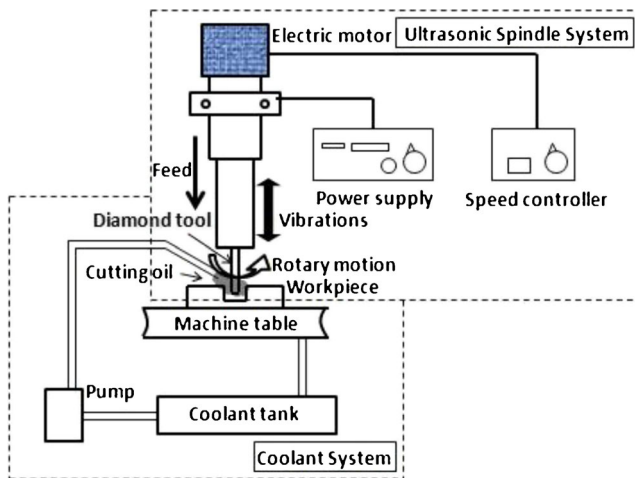 Electric motor
Ultrasonic Spindle System
Feed
Power supply
Speed controller
Vibrations
Diamond tool
Cutting oil
Rotary motion
Workpiece
Machine table
Pump
Coolant tank
Coolant System